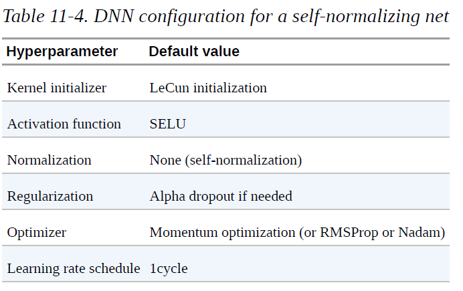 Table 11-4. DNN configuration for a self-normalizing net
Hyperparameter Default value
Kernel initializer LeCun initialization
Activation function SELU
Normalization None (self-normalization)
Regularization Alpha dropout if needed
Optimizer Momentum optimization (or RMSProp or Nadam)
Learning rate schedule 1cycle